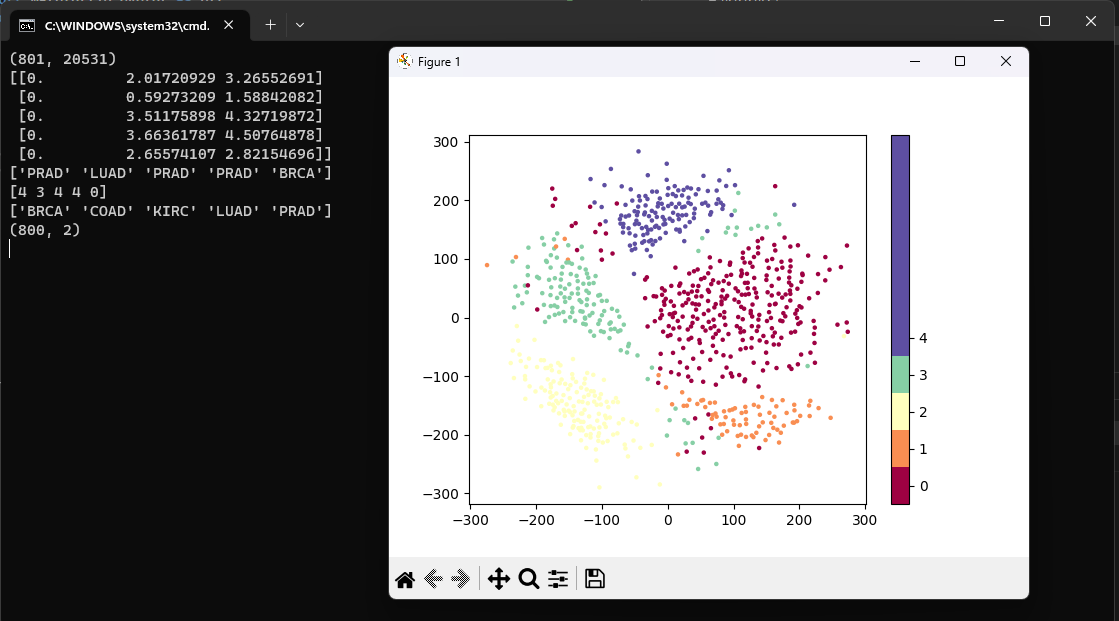 C:\WINDOWS\system32\cmd.
(801, 20531)
[[0.         2.01720929 3.26552691]
 [0.         0.59273209 1.58842082]
 [0.         3.51175898 4.32719872]
 [0.         3.66361787 4.50764878]
 [0.         2.65574107 2.82154696]]
['PRAD' 'LUAD' 'PRAD' 'PRAD' 'BRCA']
[4 3 4 4 0]
['BRCA' 'COAD' 'KIRC' 'LUAD' 'PRAD']
(800, 2)
Figure 1
300
200
100
0
−100
−200
−300
−300 −200 −100 0 100 200 300
4
3
2
1
0